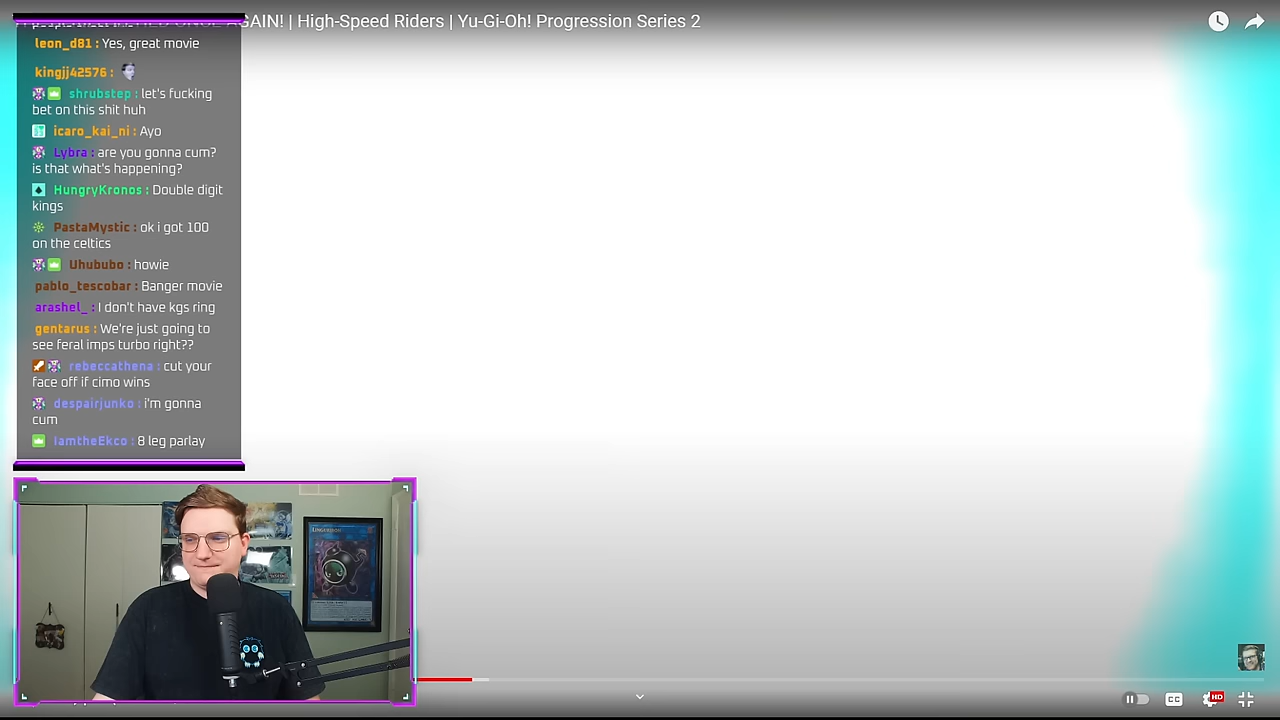 AGAIN! | High-Speed Riders | Yu-Gi-Oh! Progression Series 2
leon_d81 : Yes, great movie
kingjj42576 :
shrubstep : let's fucking
bet on this shit huh
icaro_kai_ni : Ayo
Lybra : are you gonna cum?
is that what's happening?
HungryKronos : Double digit
kings
PastaMystic : ok i got 100
on the celtics
Uhububo : howie
pablo_tescobar : Banger movie
arashel_ : I don't have kgs ring
gentarus : We're just going to
see feral imps turbo right??
rebeccathena : cut your
face off if cimo wins
despairjunko : i'm gonna
cum
IamtheEkco : 8 leg parlay
LINKURIBOH
CC
HD